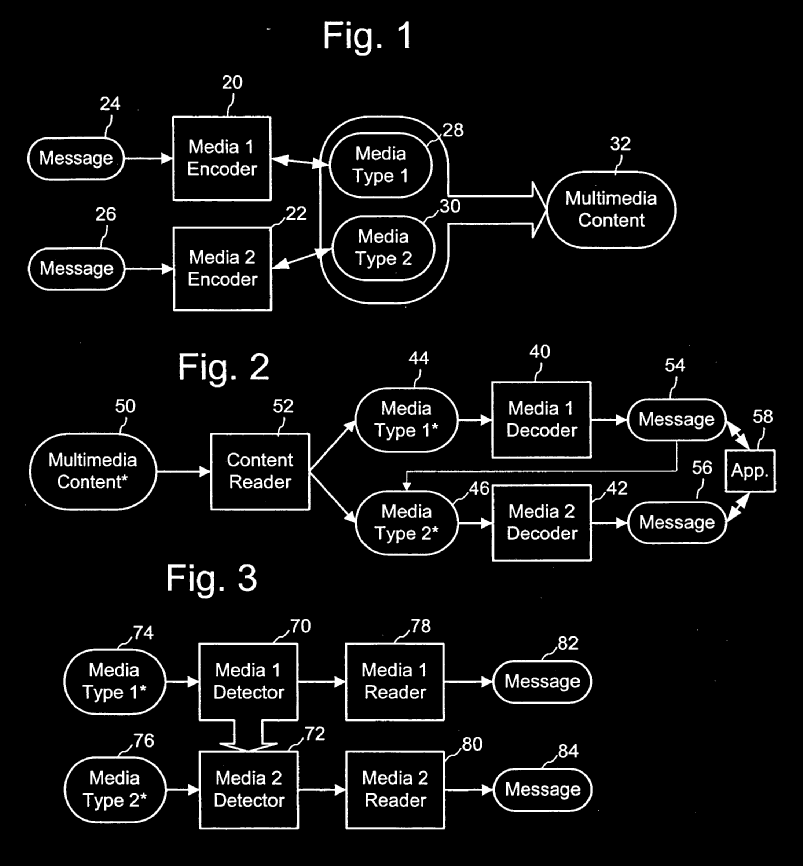 Fig. 1
20
24
28
32
Message
Media 1
Encoder
Media
Type 1
Multimedia
Content
26
22
30
Message
Media 2
Encoder
Media
Type 2
Fig. 2
44
40
54
50
52
58
Multimedia
Content*
Content
Reader
Media
Type 1*
Media 1
Decoder
Message
App.
46
42
56
Media
Type 2*
Media 2
Decoder
Message
Fig. 3
74
70
78
82
Media
Type 1*
Media 1
Detector
Media 1
Reader
Message
76
72
80
84
Media
Type 2*
Media 2
Detector
Media 2
Reader
Message